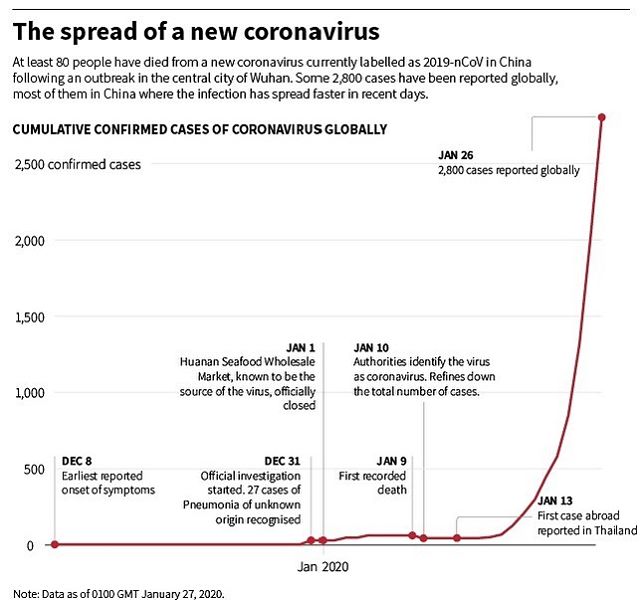 The spread of a new coronavirus
At least 80 people have died from a new coronavirus currently labelled as 2019-nCoV in China
following an outbreak in the central city of Wuhan. Some 2,800 cases have been reported globally,
most of them in China where the infection has spread faster in recent days.
CUMULATIVE CONFIRMED CASES OF CORONAVIRUS GLOBALLY
JAN 26
2,800 cases reported globally
2,500 confirmed cases
2,000
1,500
JAN 1
Huanan Seafood Wholesale
Market, known to be the
source of the virus, officially
closed
JAN 10
Authorities identify the virus
as coronavirus. Refines down
the total number of cases.
1,000
500
DEC 8
Earliest reported
onset of symptoms
DEC 31
Official investigation
started. 27 cases of
Pneumonia of unknown
origin recognised
JAN 9
First recorded
death
JAN 13
First case abroad
reported in Thailand
0
Jan 2020
Note: Data as of 0100 GMT January 27, 2020.